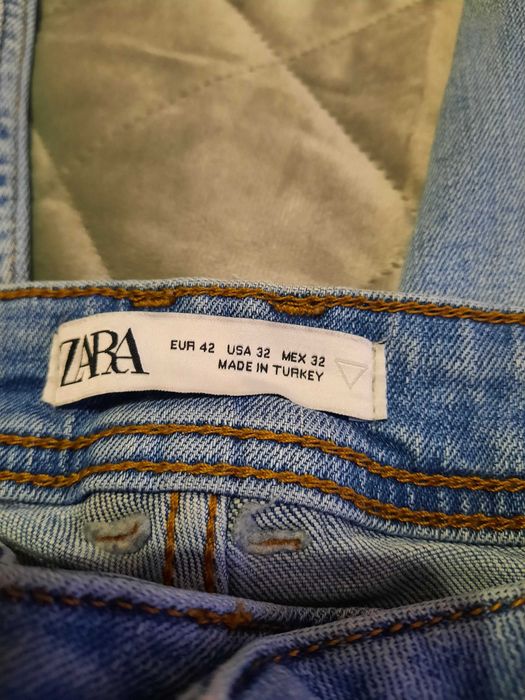 ZARA
EUR 42 USA 32 MEX 32
MADE IN TURKEY